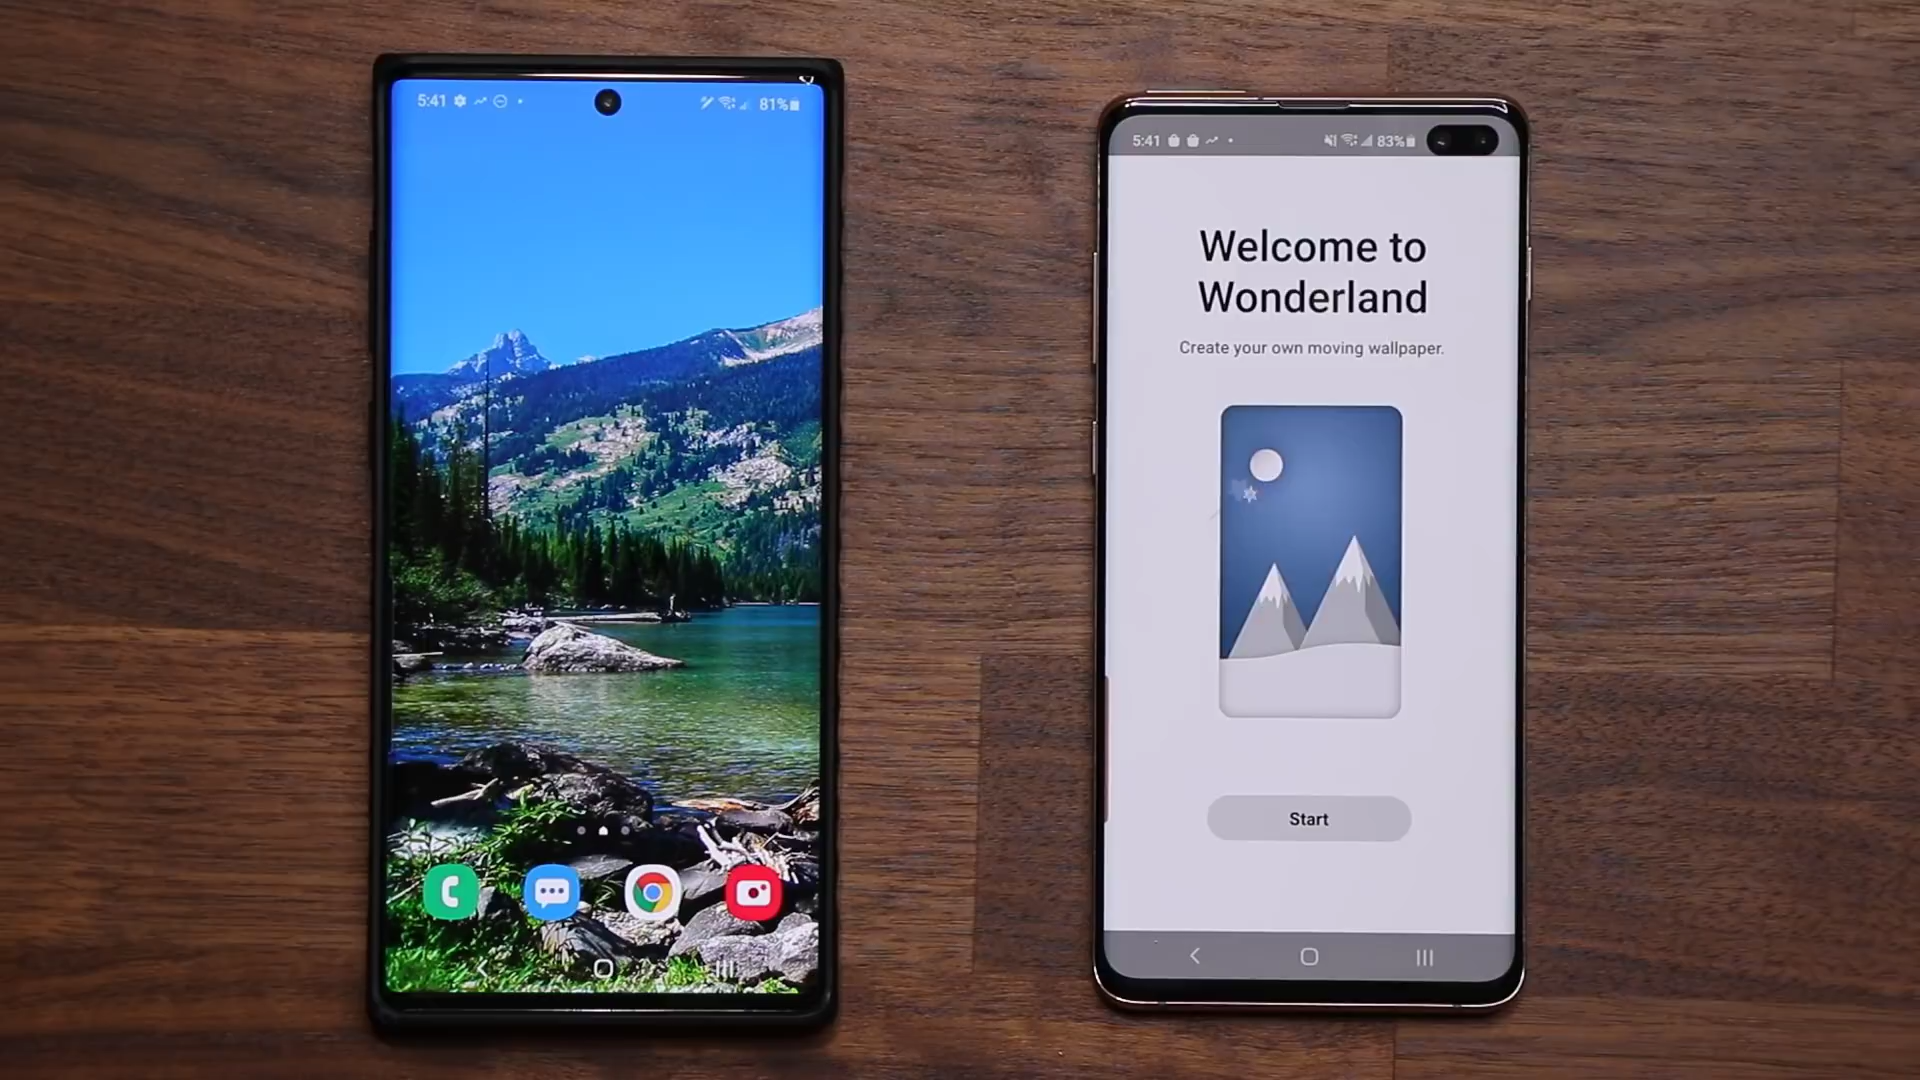 5:41
81%
5:41
83%
Welcome to
Wonderland
Create your own moving wallpaper.
Start